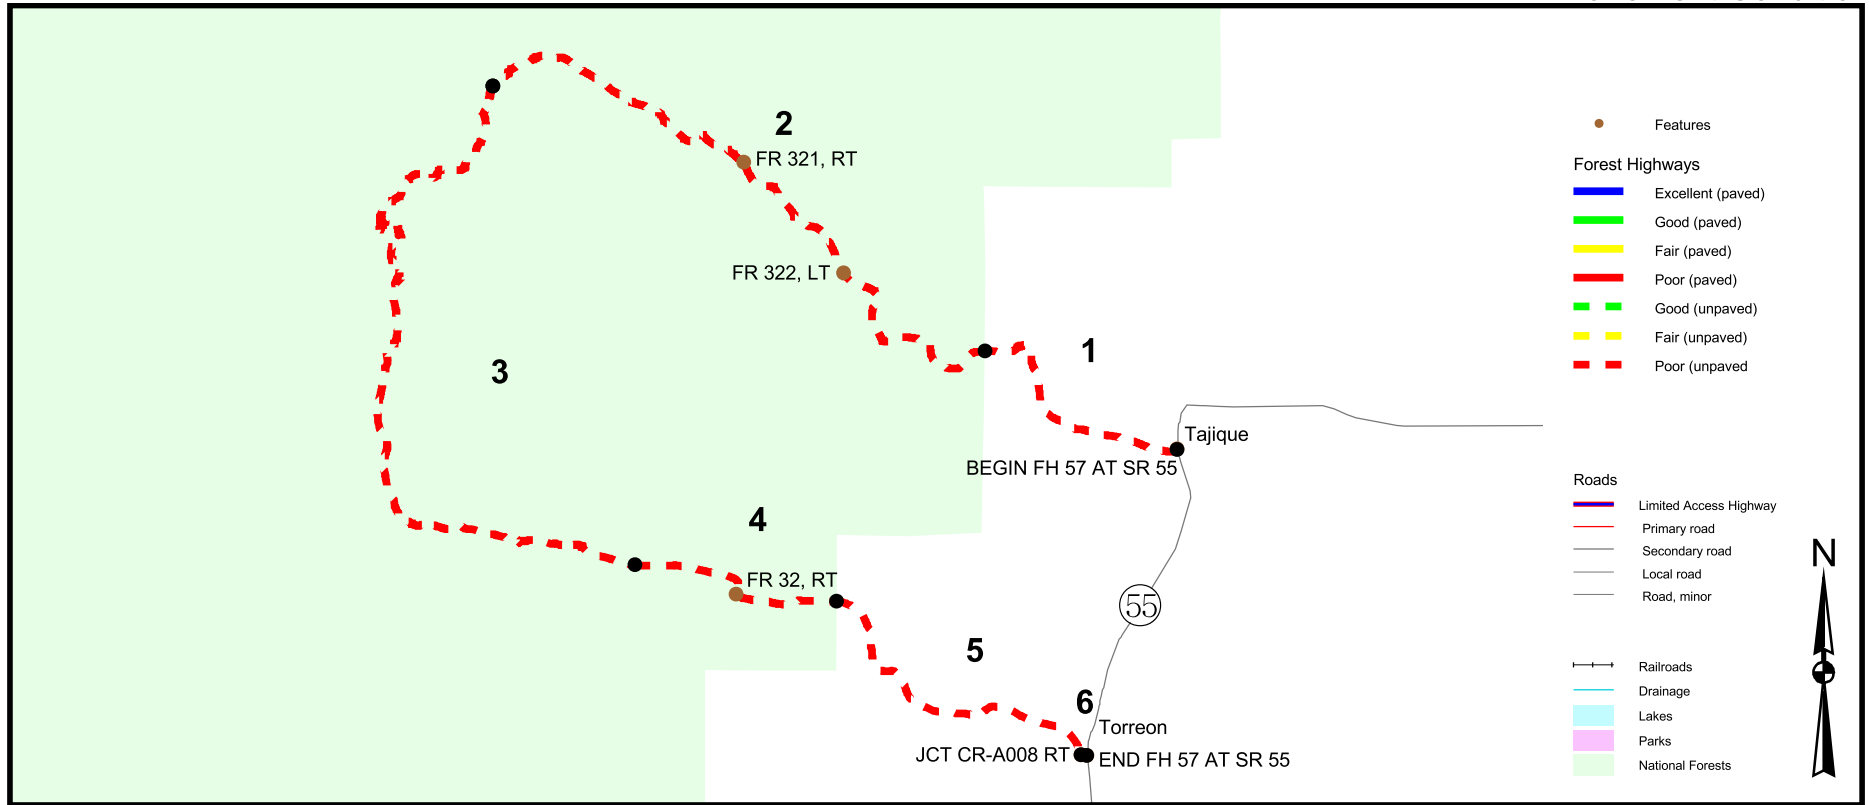 2
FR 321, RT
FR 322, LT
1
3
Tajique
BEGIN FH 57 AT SR 55
4
FR 32, RT
55
5
6
Torreon
JCT CR-A008 RT
END FH 57 AT SR 55
Features
Forest Highways
Excellent (paved)
Good (paved)
Fair (paved)
Poor (paved)
Good (unpaved)
Fair (unpaved)
Poor (unpaved
Roads
Limited Access Highway
Primary road
Secondary road
Local road
Road, minor
Railroads
Drainage
Lakes
Parks
National Forests
N